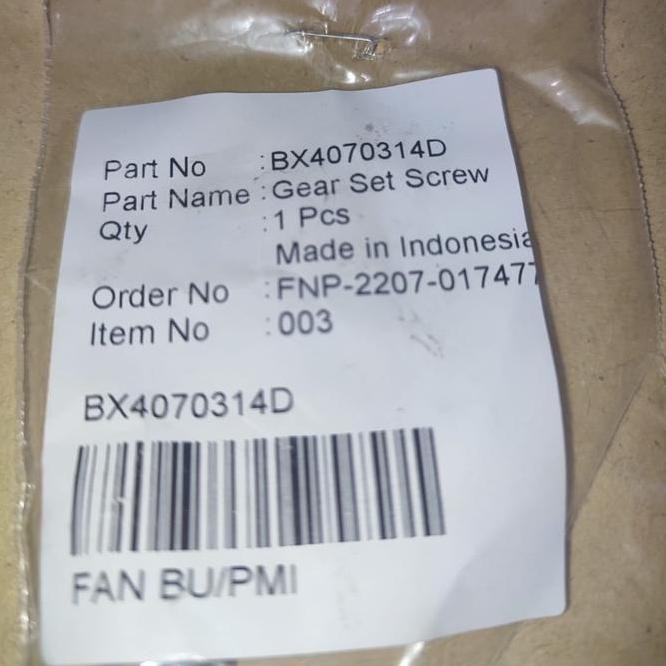 Part No : BX4070314D
Part Name : Gear Set Screw
Qty : 1 Pcs
Made in Indonesia
Order No : FNP-2207-017477
Item No : 003
BX4070314D
FAN BU/PMI